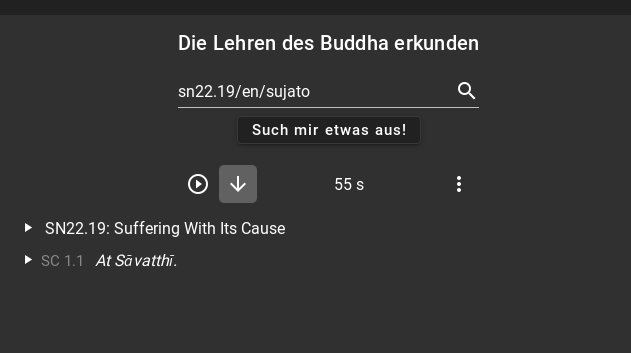 Die Lehren des Buddha erkunden
sn22.19/en/sujato
Such mir etwas aus!
55 s
SN22.19: Suffering With Its Cause
SC 1.1 At Sāvatthī.